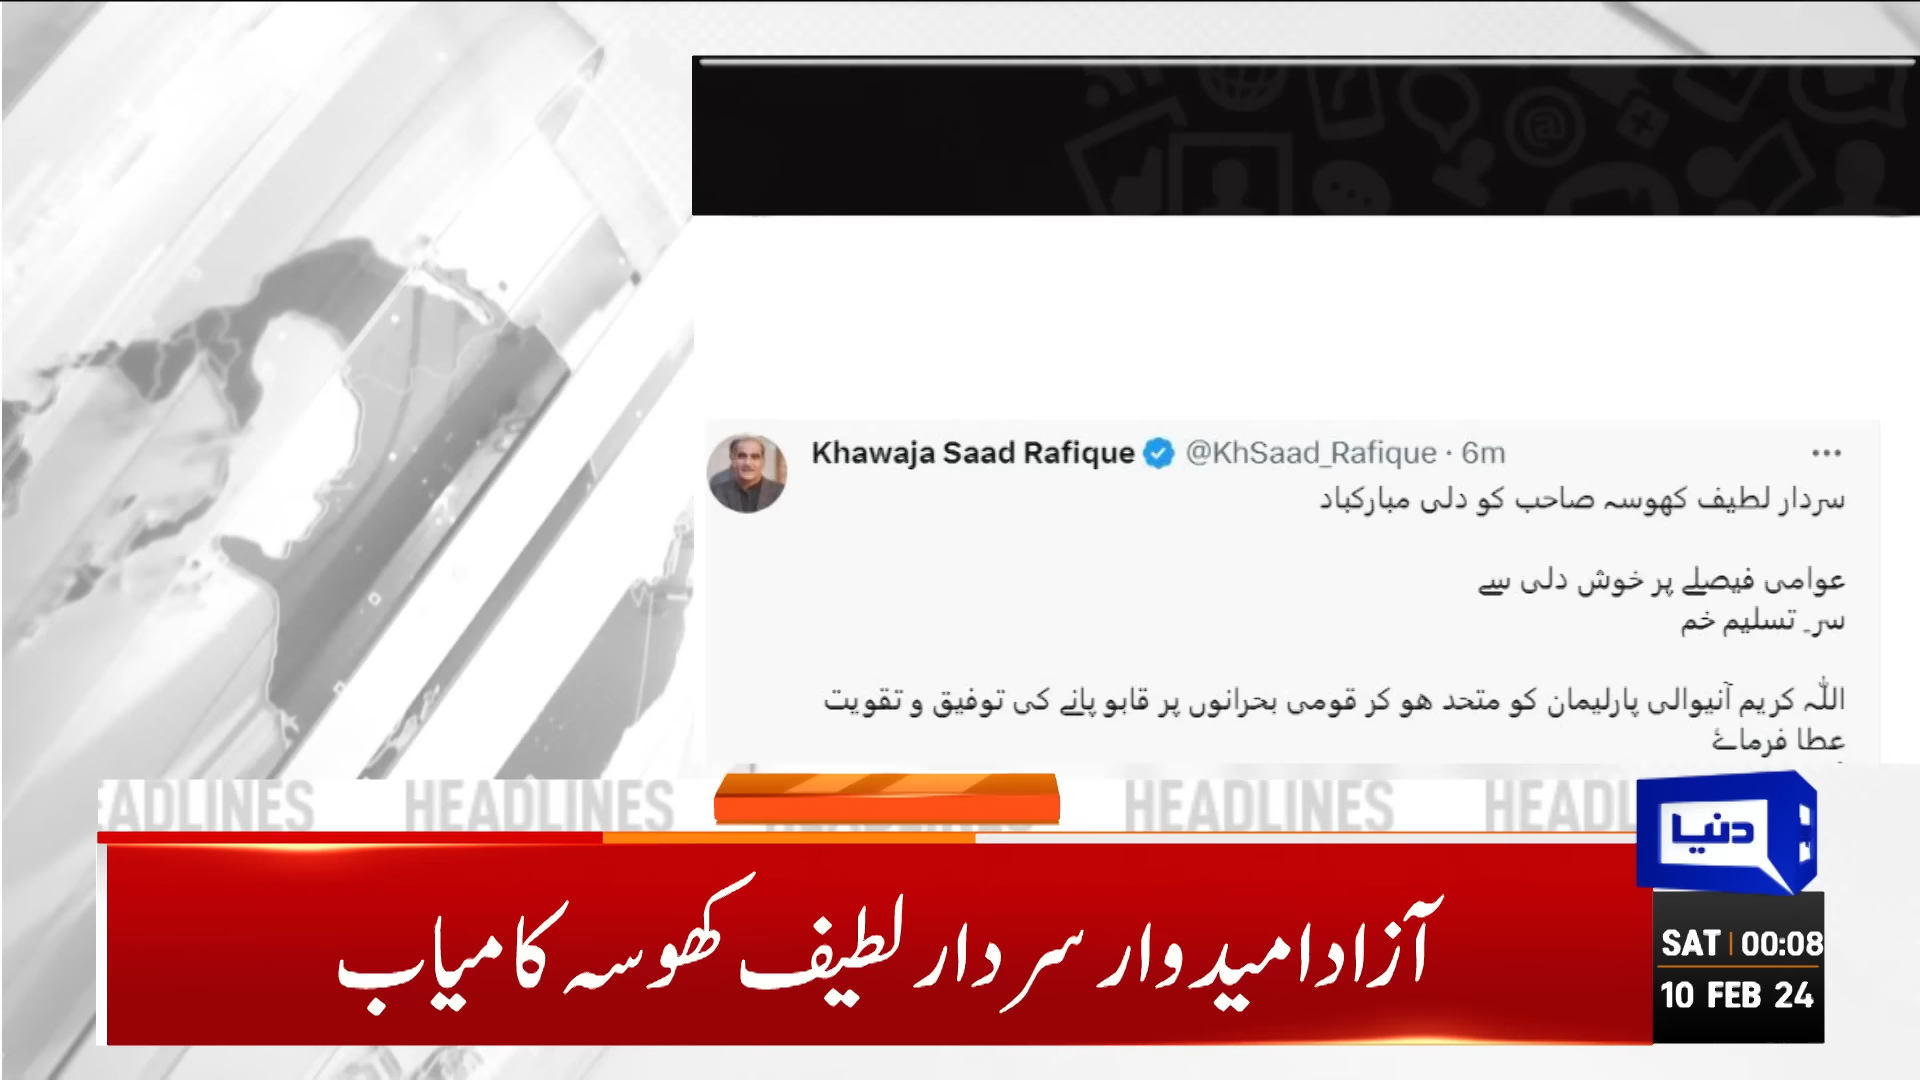 Khawaja Saad Rafique @KhSaad_Rafique · 6m
سردار لطیف کھوسہ صاحب کو دلی مبارکباد
عوامی فیصلے پر خوش دلی سے
سر۔ تسلیم خم
اللّٰہ کریم آنیوالی پارلیمان کو متحد ھو کر قومی بحرانوں پر قابو پانے کی توفیق و تقویت
عطا فرمائے
HEADLINES HEADLINES HEADLINES
دنیا
آزاد امیدوار سردار لطیف کھوسہ کامیاب
SAT | 00:08
10 FEB 24